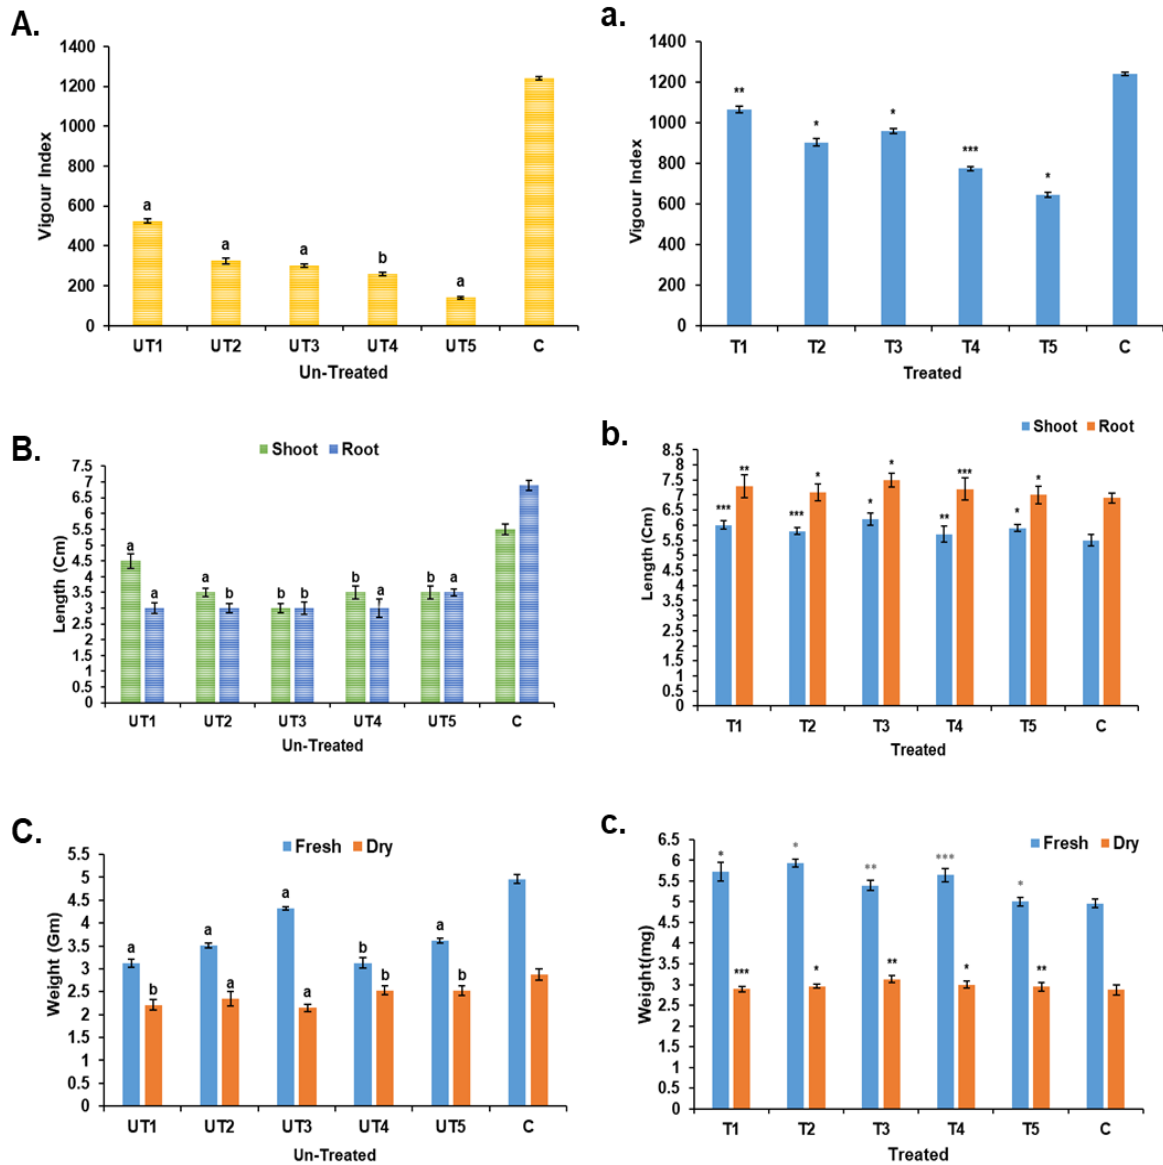 A.
1400
1200
1000
800
600
400
200
0
Vigour Index
a
a
a
b
a
UT1 UT2 UT3 UT4 UT5 C
Un-Treated
a.
1400
1200
1000
800
600
400
200
0
Vigour Index
**
*
*
***
*
T1 T2 T3 T4 T5 C
Treated
B.
Shoot Root
7.5
7
6.5
6
5.5
5
4.5
4
3.5
3
2.5
2
1.5
1
0.5
0
Length (Cm)
a a a b b b b a b a
UT1 UT2 UT3 UT4 UT5 C
Un-Treated
b.
Shoot Root
8.5
8
7.5
7
6.5
6
5.5
5
4.5
4
3.5
3
2.5
2
1.5
1
0.5
0
Length (Cm)
*** ** *** * * * ** *** * *
T1 T2 T3 T4 T5 C
Treated
C.
Fresh Dry
5.5
5
4.5
4
3.5
3
2.5
2
1.5
1
0.5
0
Weight (Gm)
a b a a a a b b a b
UT1 UT2 UT3 UT4 UT5 C
Un-Treated
c.
Fresh Dry
6.5
6
5.5
5
4.5
4
3.5
3
2.5
2
1.5
1
0.5
0
Weight(mg)
* *** * * ** ** *** * * **
T1 T2 T3 T4 T5 C
Treated